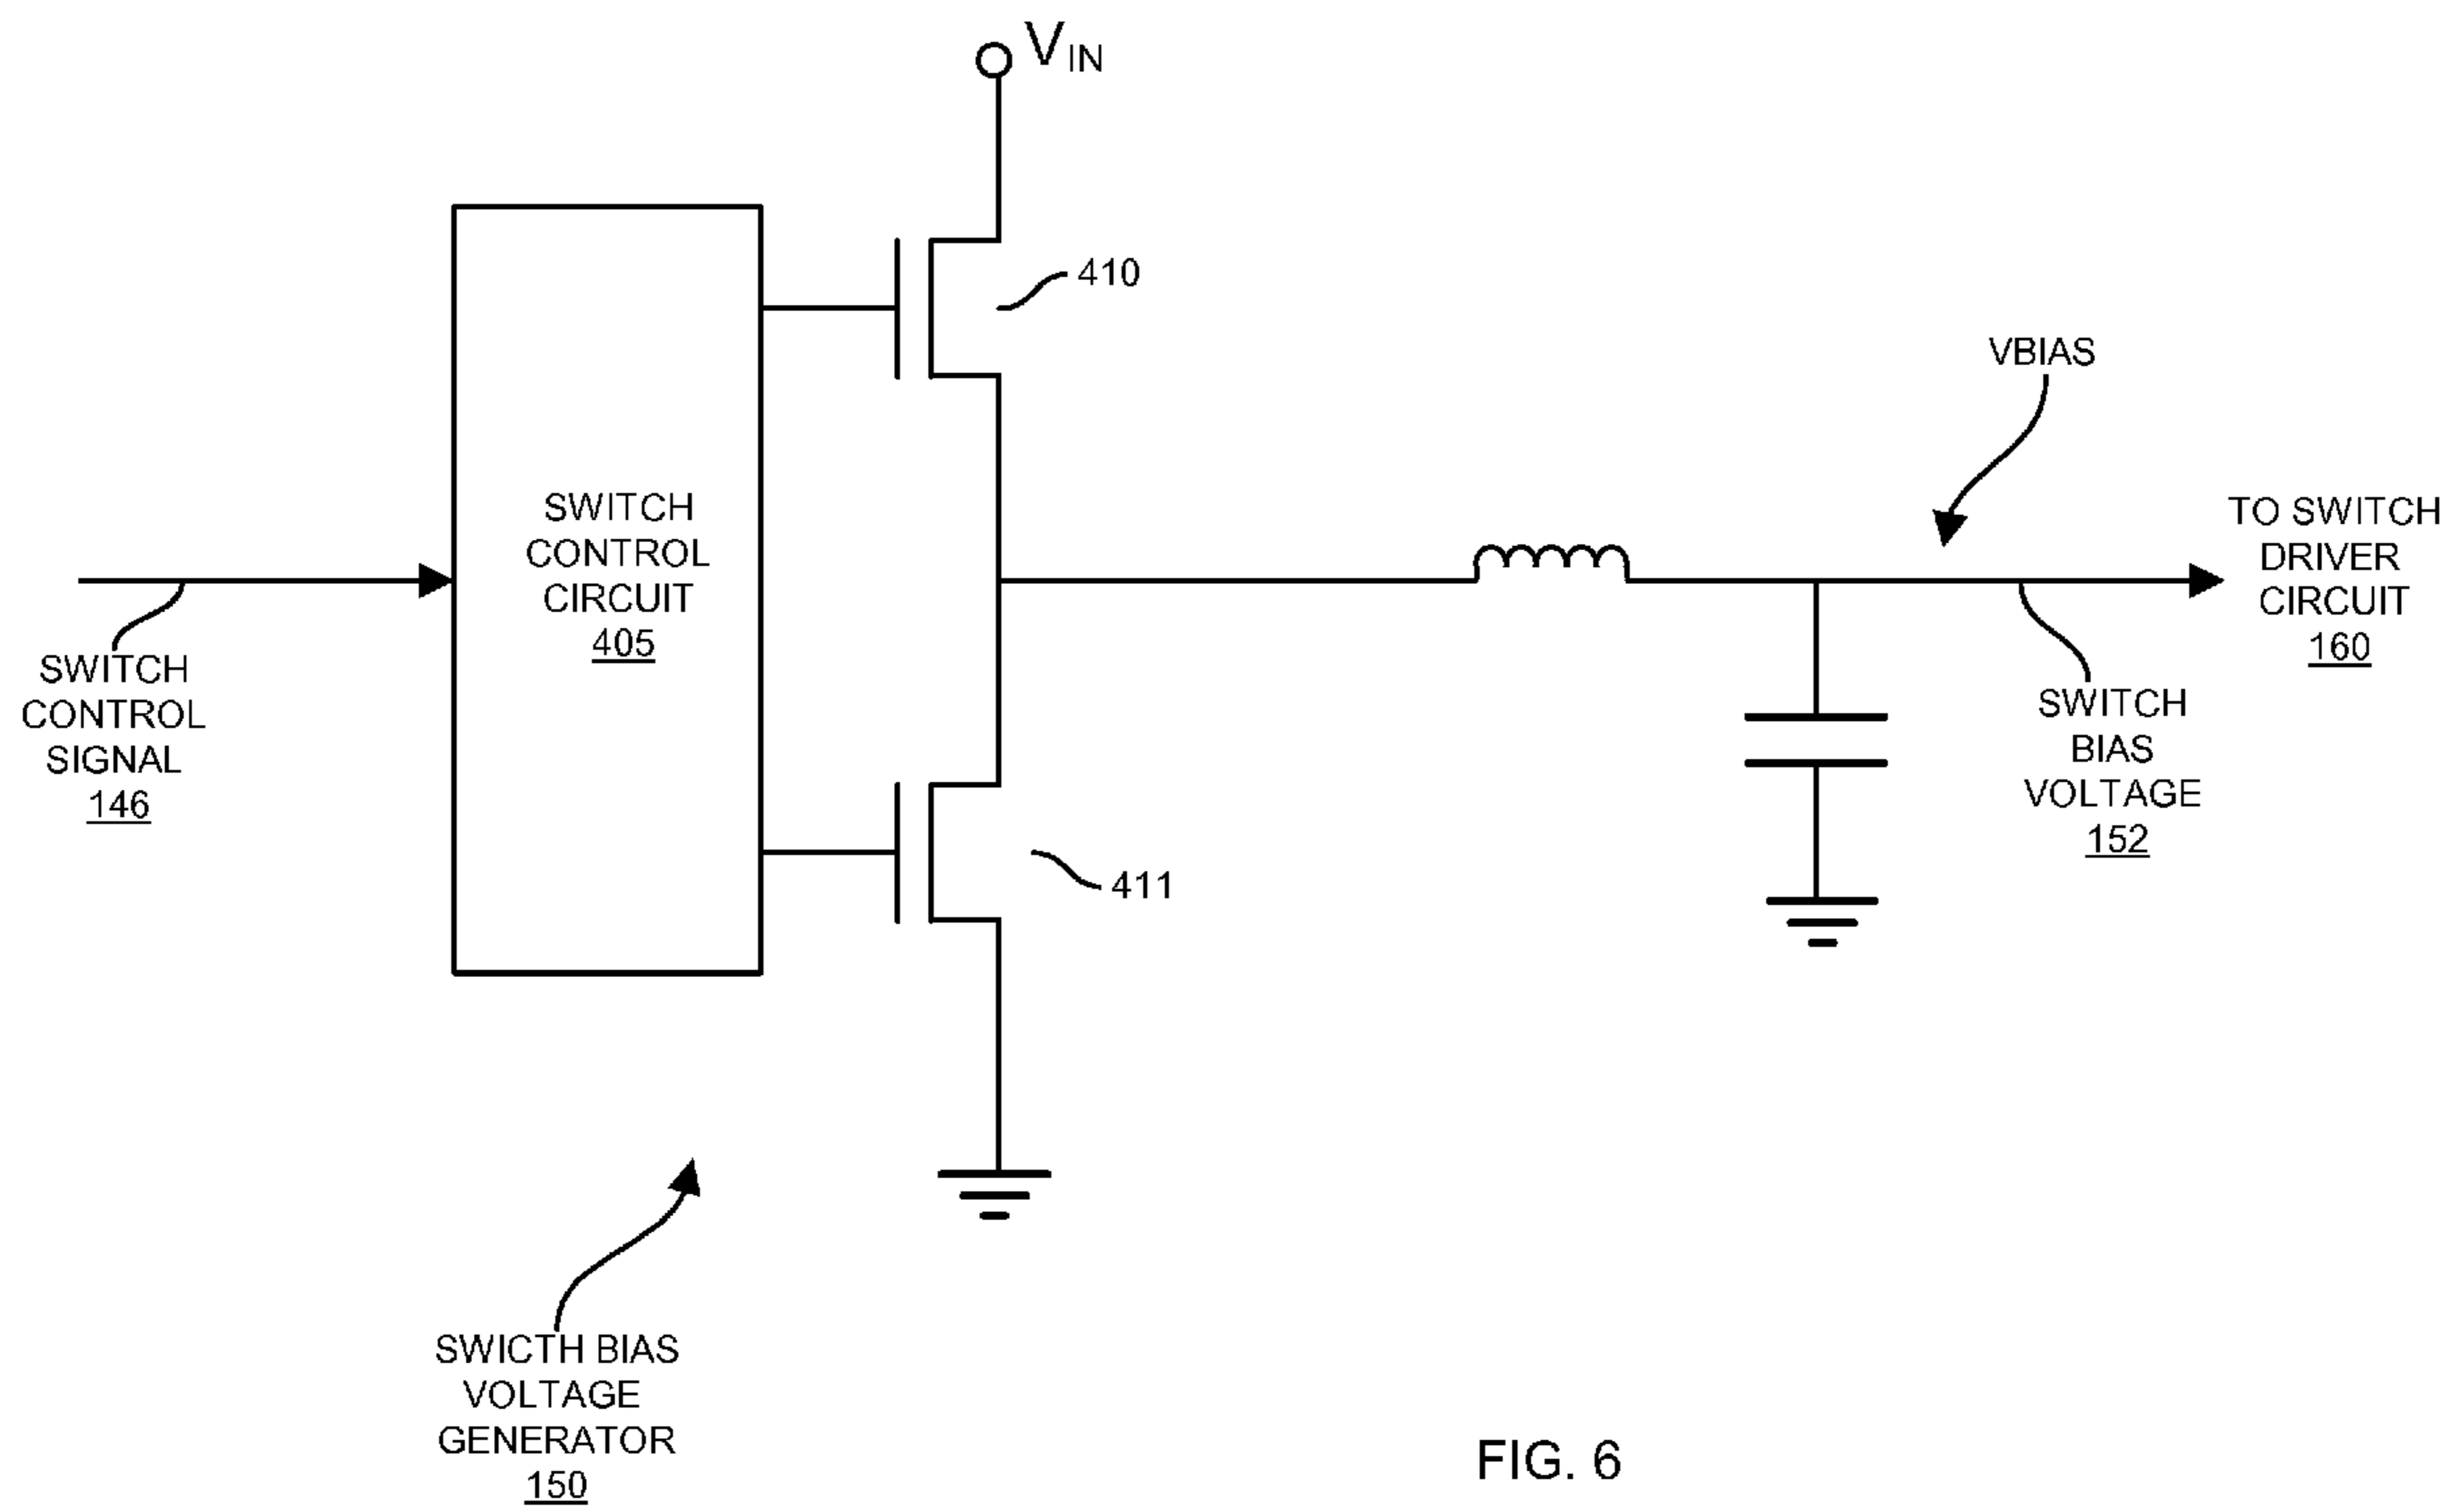 VIN
410
SWITCH
CONTROL
CIRCUIT
405
VBIAS
TO SWITCH
DRIVER
CIRCUIT
160
SWITCH
CONTROL
SIGNAL
146
SWITCH
BIAS
VOLTAGE
152
411
SWICTH BIAS
VOLTAGE
GENERATOR
150
FIG. 6